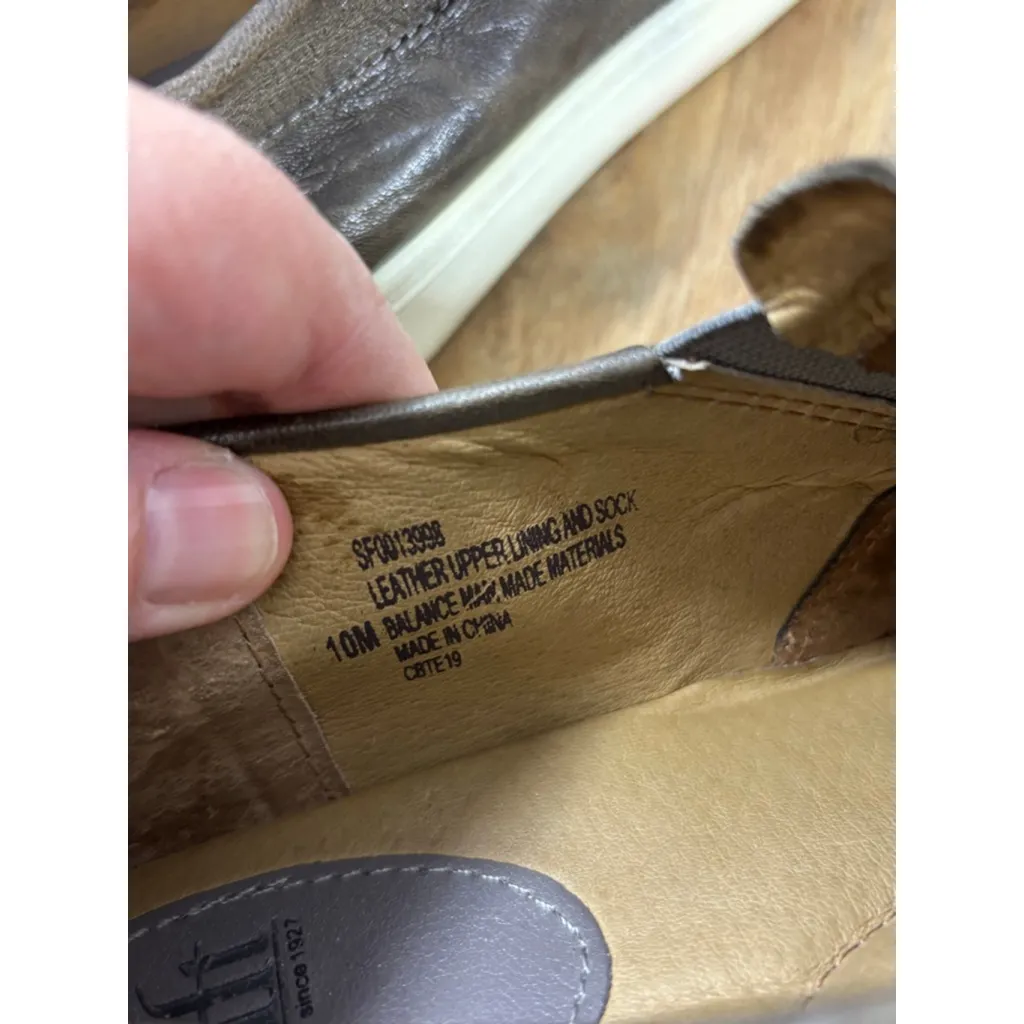 SF0013998
LEATHER UPPER LINING AND SOCK
10M BALANCE MAN MADE MATERIALS
MADE IN CHINA
CBTE19
since 1927